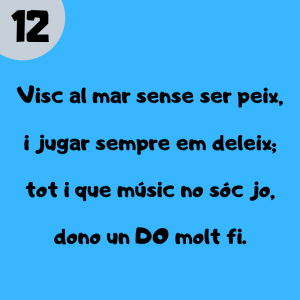 12
Visc al mar sense ser peix,
i jugar sempre em deleix;
tot i que músic no sóc jo,
dono un DO molt fi.